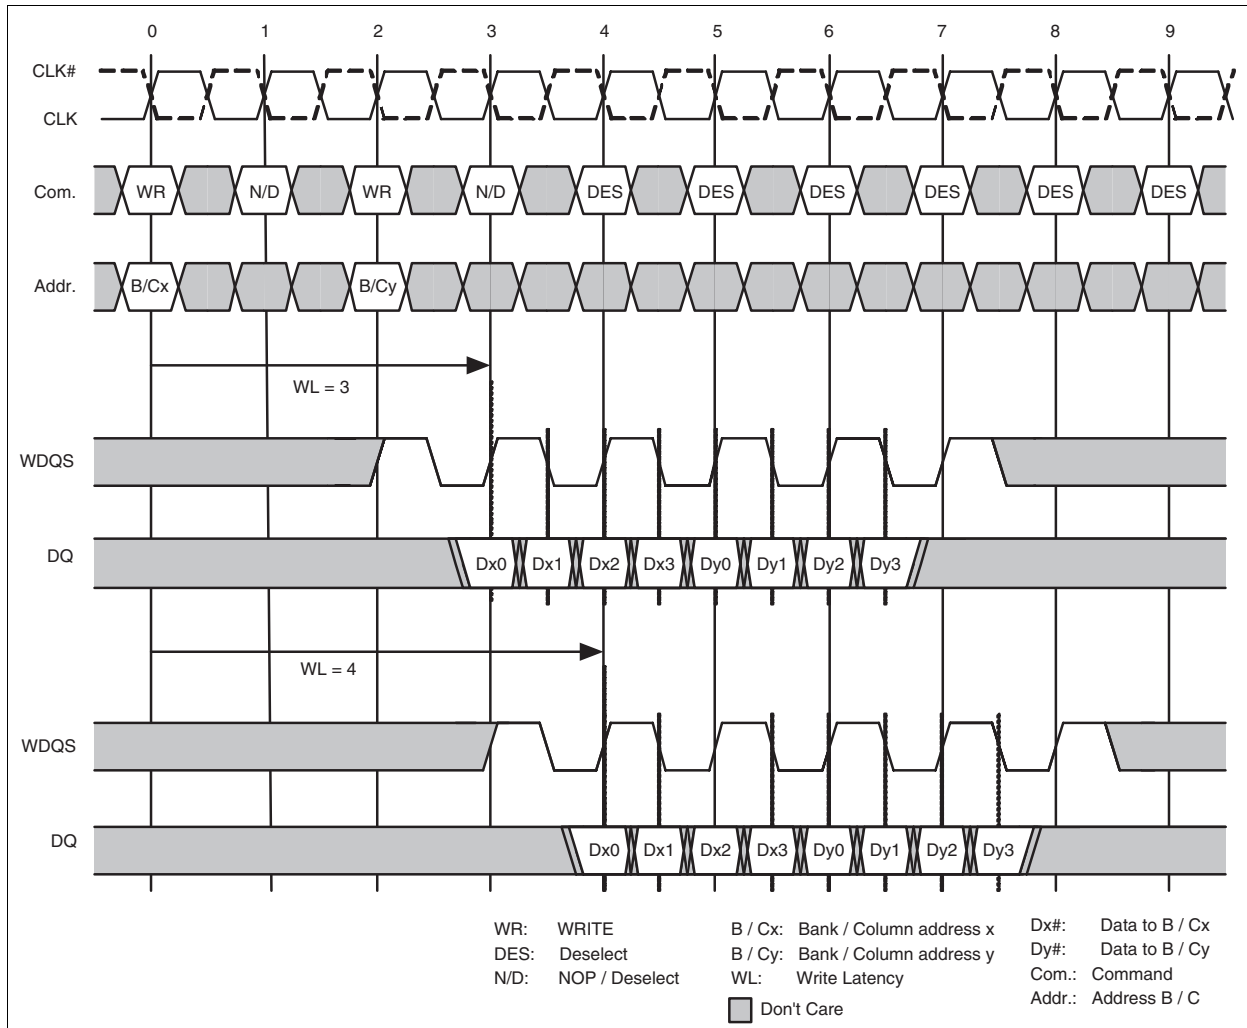 0 1 2 3 4 5 6 7 8 9
CLK#
CLK
Com. WR N/D WR N/D DES DES DES DES DES DES
Addr. B/Cx B/Cy
WL = 3
WDQS
DQ Dx0 Dx1 Dx2 Dx3 Dy0 Dy1 Dy2 Dy3
WL = 4
WDQS
DQ Dx0 Dx1 Dx2 Dx3 Dy0 Dy1 Dy2 Dy3
WR: WRITE
DES: Deselect
N/D: NOP / Deselect
B / Cx: Bank / Column address x
B / Cy: Bank / Column address y
WL: Write Latency
Don't Care
Dx#: Data to B / Cx
Dy#: Data to B / Cy
Com.: Command
Addr.: Address B / C